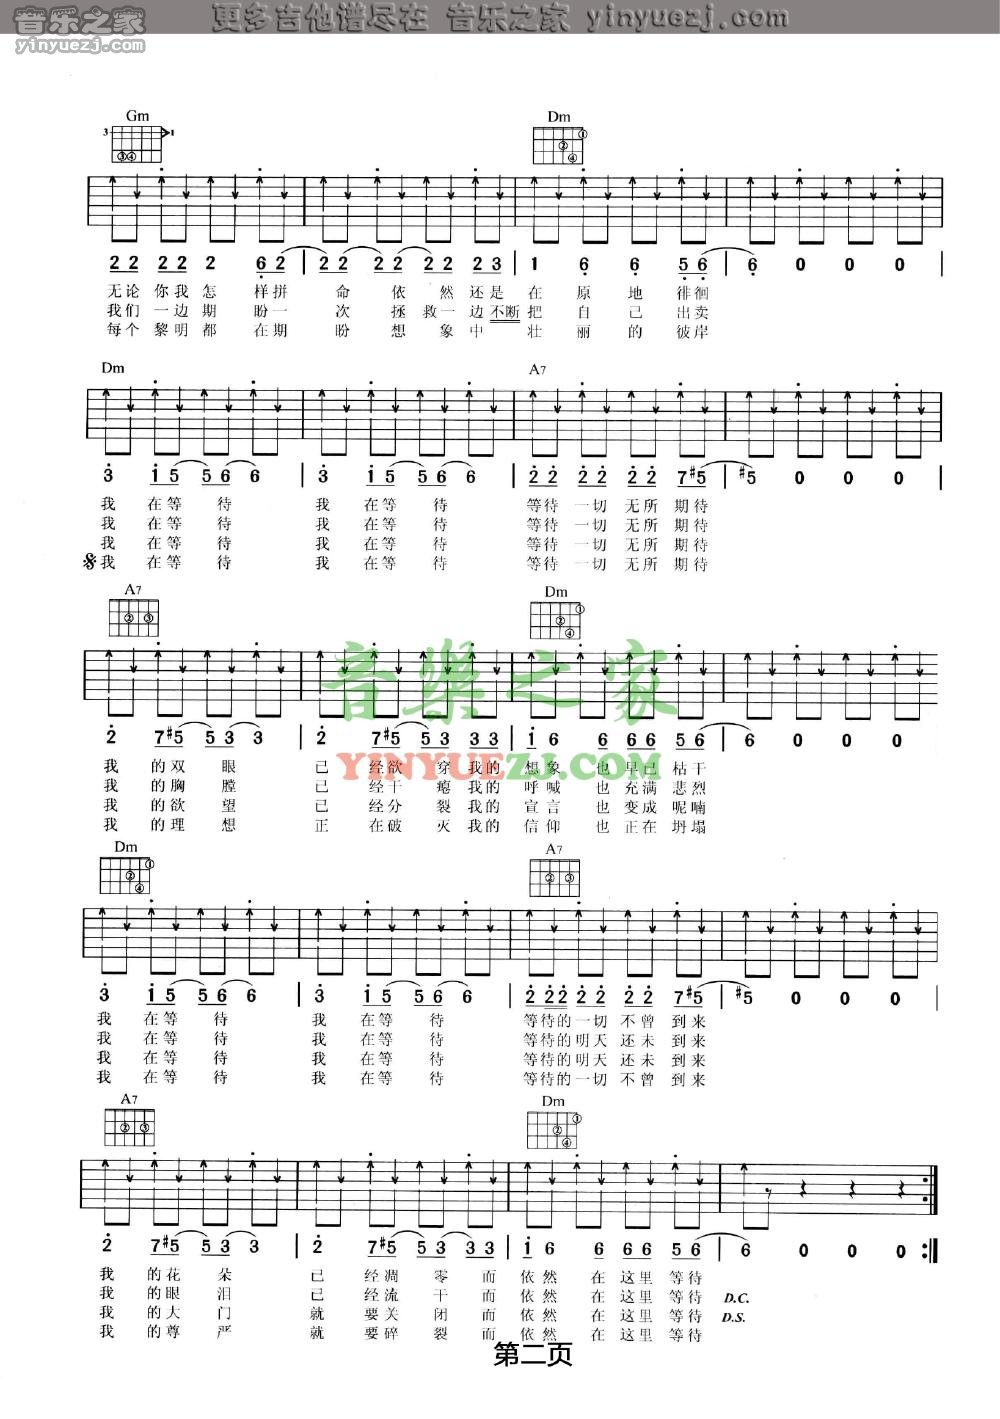 音乐之家
yinyuezj.com
更多吉他谱尽在 音乐之家 yinyuezj.com
Gm Dm
3 1
2 2 2 2 2 6 2 | 2 2 2 2 2 2 2 3 | 1 6 6 5 6 | 6 0 0 0 |
无论你我怎样拼命依然还是在原地徘徊
我们一边期盼一次拯救一边不断把自己出卖
每个黎明都在期盼想象中壮丽的彼岸
Dm A7
3 1 5 5 6 6 | 3 1 5 5 6 6 | 2 2 2 2 2 2 7 #5 | #5 0 0 0 |
我在等待 我在等待 等待一切无所期待
我在等待 我在等待 等待一切无所期待
我在等待 我在等待 等待一切无所期待
我在等待 我在等待 等待一切无所期待
A7 Dm
音樂之家
YINYUEZJ.COM
2 7 #5 5 3 3 | 2 7 #5 5 3 3 3 | 1 6 6 6 6 5 6 | 6 0 0 0 |
我的双眼已经欲穿我的想象也早已枯干
我的胸膛已经干瘪我的呼喊也充满悲烈
我的欲望已经分裂我的宣言也变成呢喃
我的理想正在破灭我的信仰也正在坍塌
Dm A7
3 1 5 5 6 6 | 3 1 5 5 6 6 | 2 2 2 2 2 2 7 #5 | #5 0 0 0 |
我在等待 我在等待 等待的一切不曾到来
我在等待 我在等待 等待的明天还未到来
我在等待 我在等待 等待的明天还未到来
我在等待 我在等待 等待的一切不曾到来
A7 Dm
2 7 #5 5 3 3 | 2 7 #5 5 3 3 3 | 1 6 6 6 6 5 6 | 6 0 0 0 :||
我的花朵已经凋零而依然在这里等待
我的眼泪已经流干而依然在这里等待 D.C.
我的大门就要关闭而依然在这里等待 D.S.
我的尊严就要碎裂而依然在这里等待
第二页